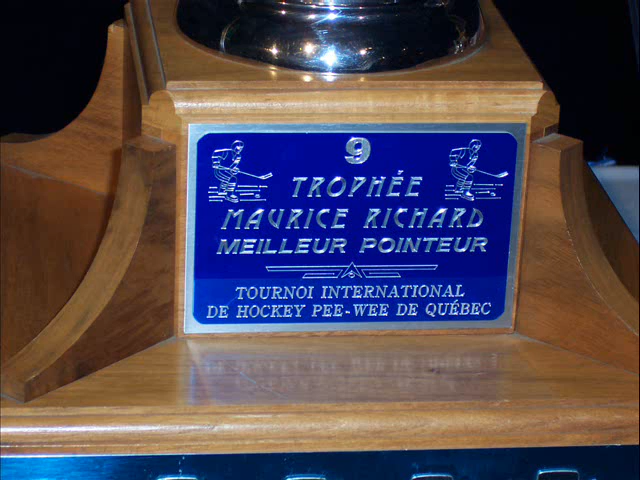 9
TROPHÉE
MAURICE RICHARD
MEILLEUR POINTEUR
TOURNOI INTERNATIONAL
DE HOCKEY PEE-WEE DE QUÉBEC